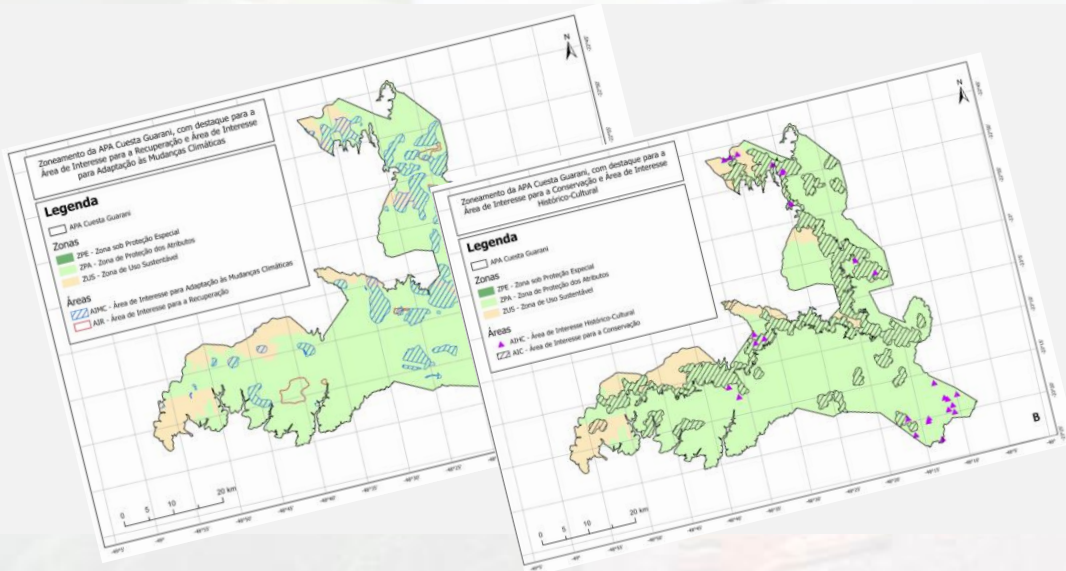 Zoneamento da APA Cuesta Guarani, com destaque para a
Área de Interesse para a Recuperação e Área de Interesse
para Adaptação às Mudanças Climáticas
Legenda
APA Cuesta Guarani
Zonas
ZPE - Zona sob Proteção Especial
ZPA - Zona de Proteção dos Atributos
ZUS - Zona de Uso Sustentável
Áreas
AIMC - Área de Interesse para Adaptação às Mudanças Climáticas
AIR - Área de Interesse para a Recuperação
N
0 5 10 20 km
Zoneamento da APA Cuesta Guarani, com destaque para a
Área de Interesse para a Conservação e Área de Interesse
Histórico-Cultural
Legenda
APA Cuesta Guarani
Zonas
ZPE - Zona sob Proteção Especial
ZPA - Zona de Proteção dos Atributos
ZUS - Zona de Uso Sustentável
Áreas
AIHC - Área de Interesse Histórico-Cultural
AIC - Área de Interesse para a Conservação
N
B
0 5 10 20 km